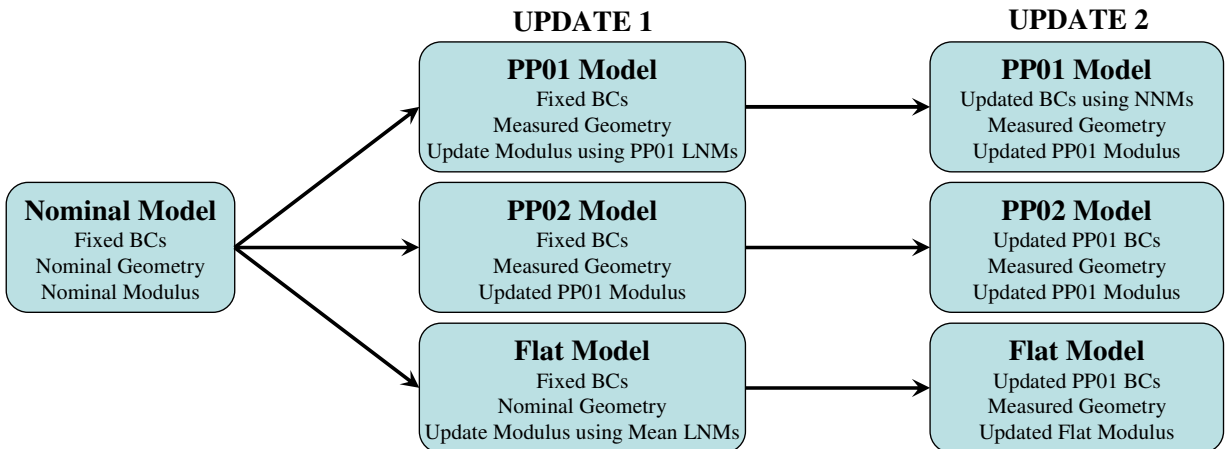 UPDATE 1
UPDATE 2
Nominal Model
Fixed BCs
Nominal Geometry
Nominal Modulus
PP01 Model
Fixed BCs
Measured Geometry
Update Modulus using PP01 LNMs
PP02 Model
Fixed BCs
Measured Geometry
Updated PP01 Modulus
Flat Model
Fixed BCs
Nominal Geometry
Update Modulus using Mean LNMs
PP01 Model
Updated BCs using NNMs
Measured Geometry
Updated PP01 Modulus
PP02 Model
Updated PP01 BCs
Measured Geometry
Updated PP01 Modulus
Flat Model
Updated PP01 BCs
Measured Geometry
Updated Flat Modulus